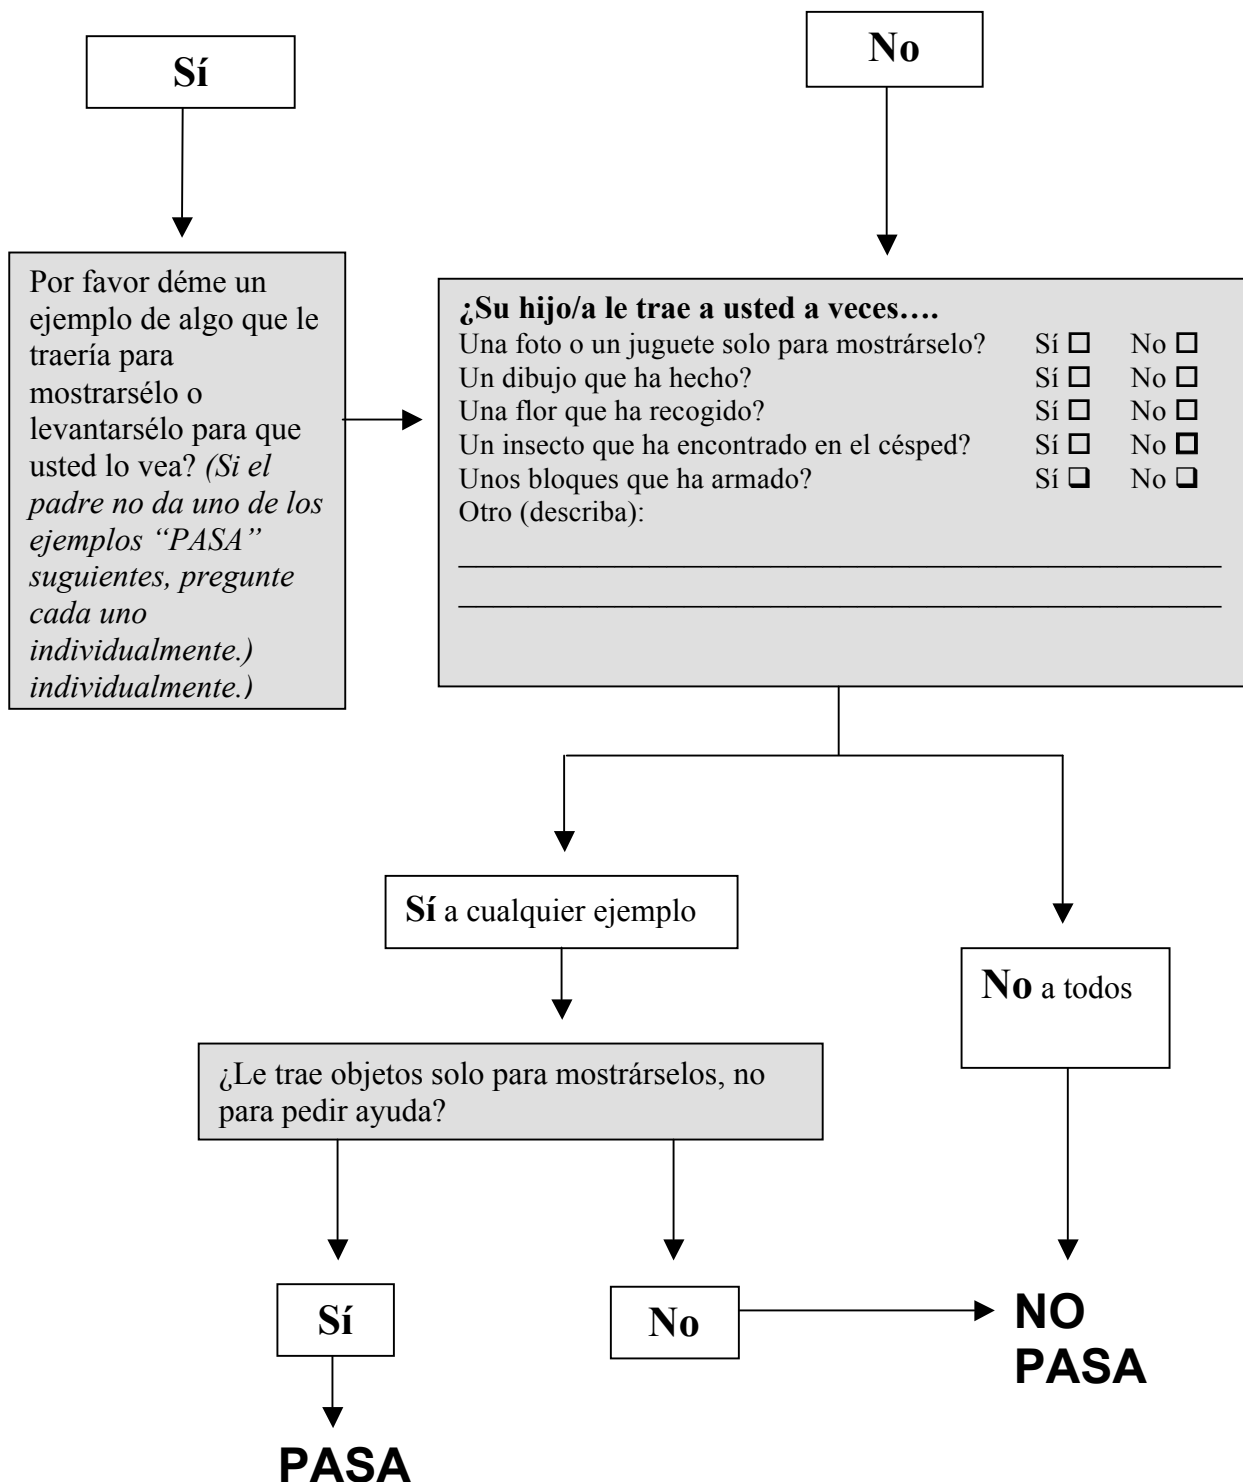 Sí
No
Por favor déme un
ejemplo de algo que le
traería para
mostrarsélo o
levantarsélo para que
usted lo vea? (Si el
padre no da uno de los
ejemplos “PASA”
suguientes, pregunte
cada uno
individualmente.)
individualmente.)
¿Su hijo/a le trae a usted a veces….
Una foto o un juguete solo para mostrárselo? Sí ☐ No ☐
Un dibujo que ha hecho? Sí ☐ No ☐
Una flor que ha recogido? Sí ☐ No ☐
Un insecto que ha encontrado en el césped? Sí ☐ No ☐
Unos bloques que ha armado? Sí ❑ No ❑
Otro (describa):
Sí a cualquier ejemplo
No a todos
¿Le trae objetos solo para mostrárselos, no
para pedir ayuda?
Sí
No
NO
PASA
PASA